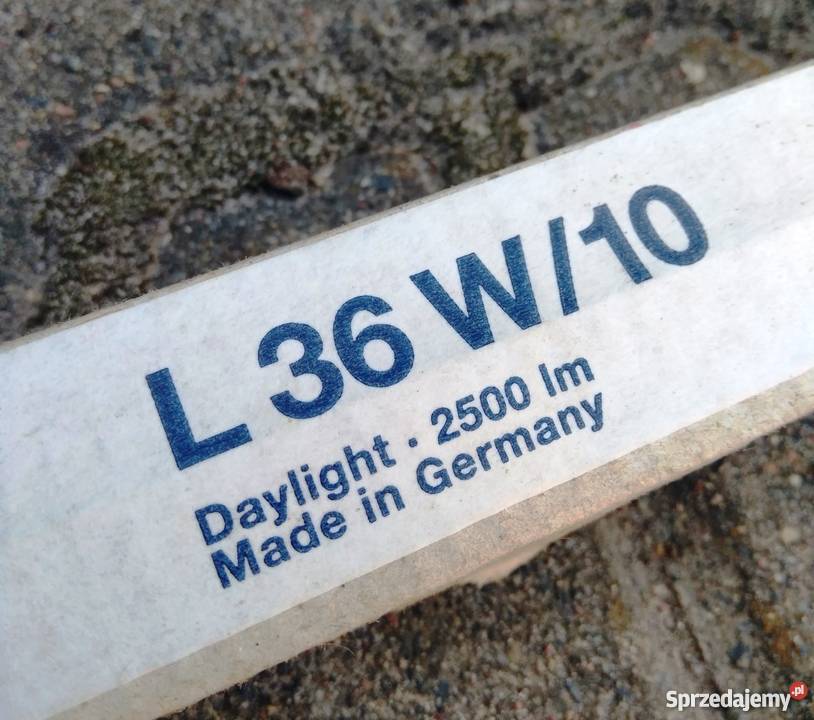 L 36 W/10
Daylight · 2500 lm
Made in Germany
Sprzedajemy.pl